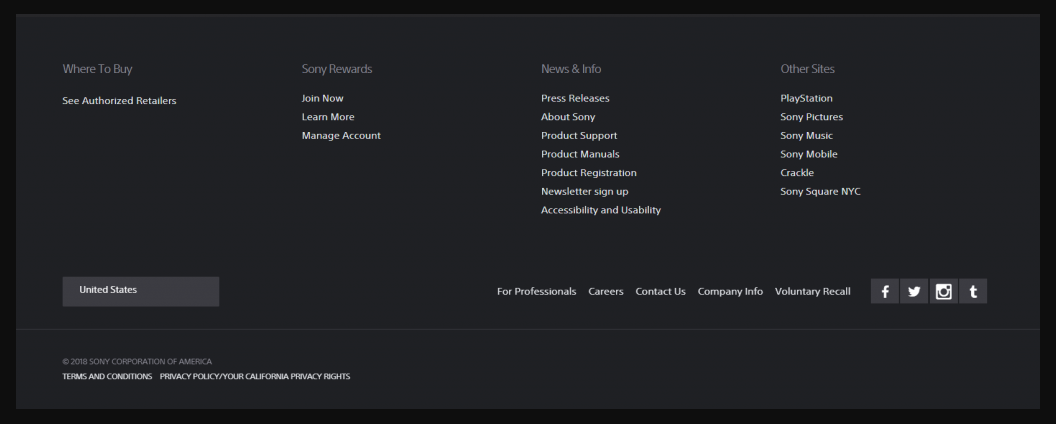 Where To Buy
See Authorized Retailers
Sony Rewards
Join Now
Learn More
Manage Account
News & Info
Press Releases
About Sony
Product Support
Product Manuals
Product Registration
Newsletter sign up
Accessibility and Usability
Other Sites
PlayStation
Sony Pictures
Sony Music
Sony Mobile
Crackle
Sony Square NYC
United States
For Professionals Careers Contact Us Company Info Voluntary Recall
© 2018 SONY CORPORATION OF AMERICA
TERMS AND CONDITIONS PRIVACY POLICY/YOUR CALIFORNIA PRIVACY RIGHTS